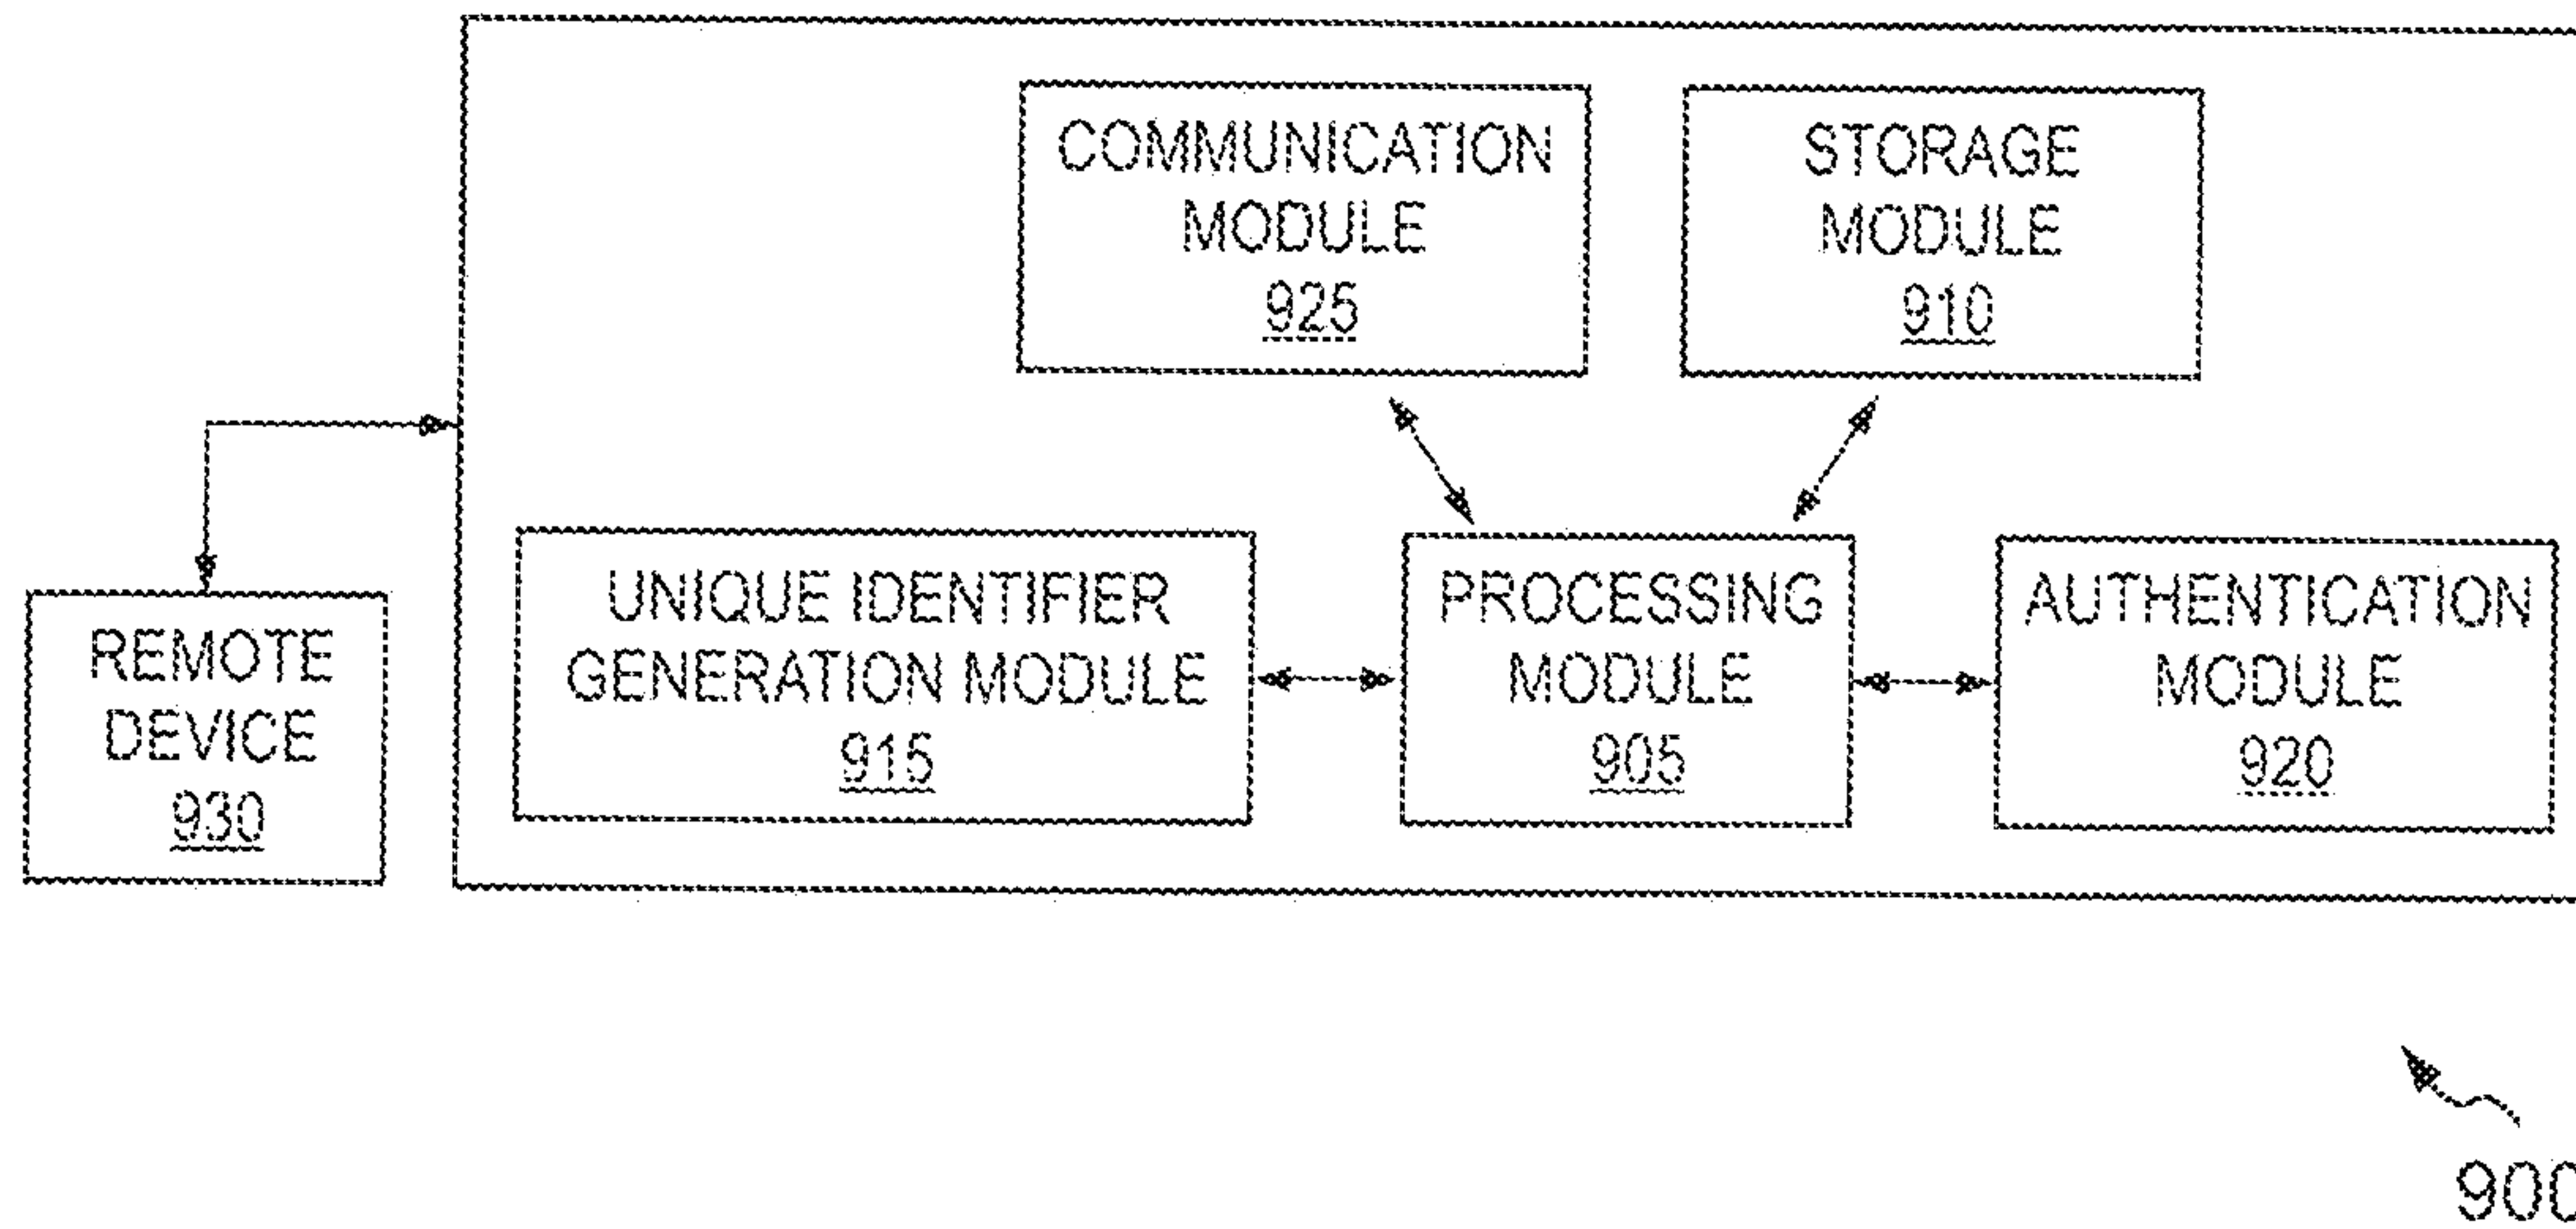 COMMUNICATION
MODULE
925
STORAGE
MODULE
910
UNIQUE IDENTIFIER
GENERATION MODULE
915
PROCESSING
MODULE
905
AUTHENTICATION
MODULE
920
REMOTE
DEVICE
930
900